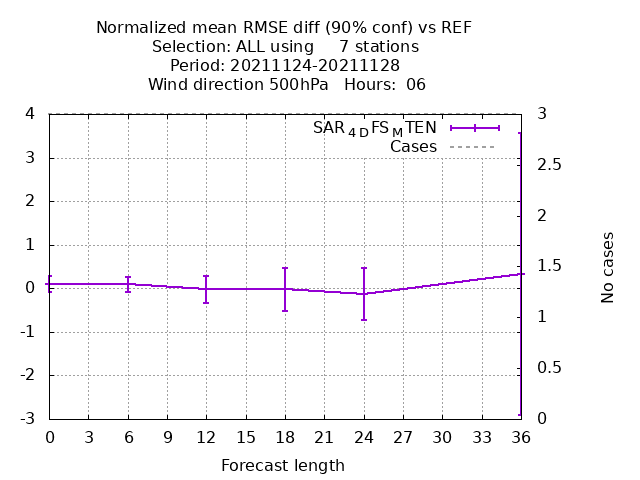 Normalized mean RMSE diff (90% conf) vs REF
Selection: ALL using     7 stations
Period: 20211124-20211128
Wind direction 500hPa   Hours:  06
SAR4DFSMTEN
Cases
4
3
2
1
0
-1
-2
-3
3
2.5
2
1.5
1
0.5
0
No cases
0 3 6 9 12 15 18 21 24 27 30 33 36
Forecast length